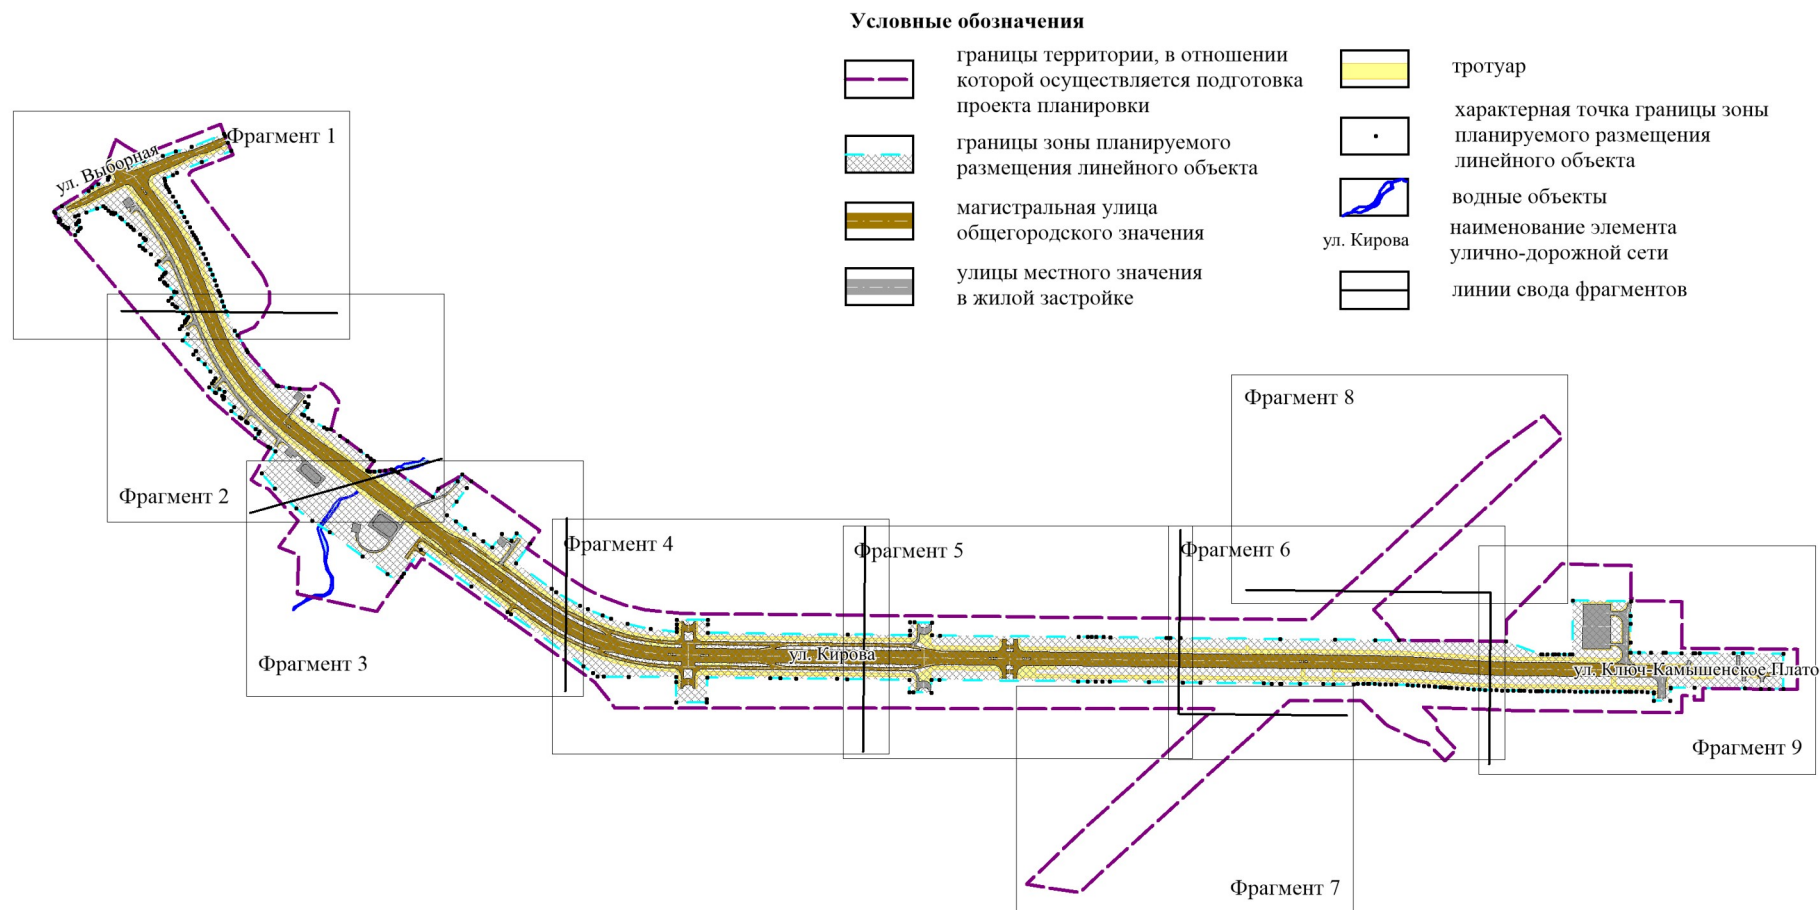 Условные обозначения
границы территории, в отношении
которой осуществляется подготовка
проекта планировки
границы зоны планируемого
размещения линейного объекта
магистральная улица
общегородского значения
улицы местного значения
в жилой застройке
тротуар
характерная точка границы зоны
планируемого размещения
линейного объекта
водные объекты
ул. Кирова
наименование элемента
улично-дорожной сети
линии свода фрагментов
Фрагмент 1
ул. Выборная
Фрагмент 2
Фрагмент 3
Фрагмент 4
Фрагмент 5
Фрагмент 6
Фрагмент 8
ул. Кирова
ул. Ключ-Камышенское Плато
Фрагмент 9
Фрагмент 7